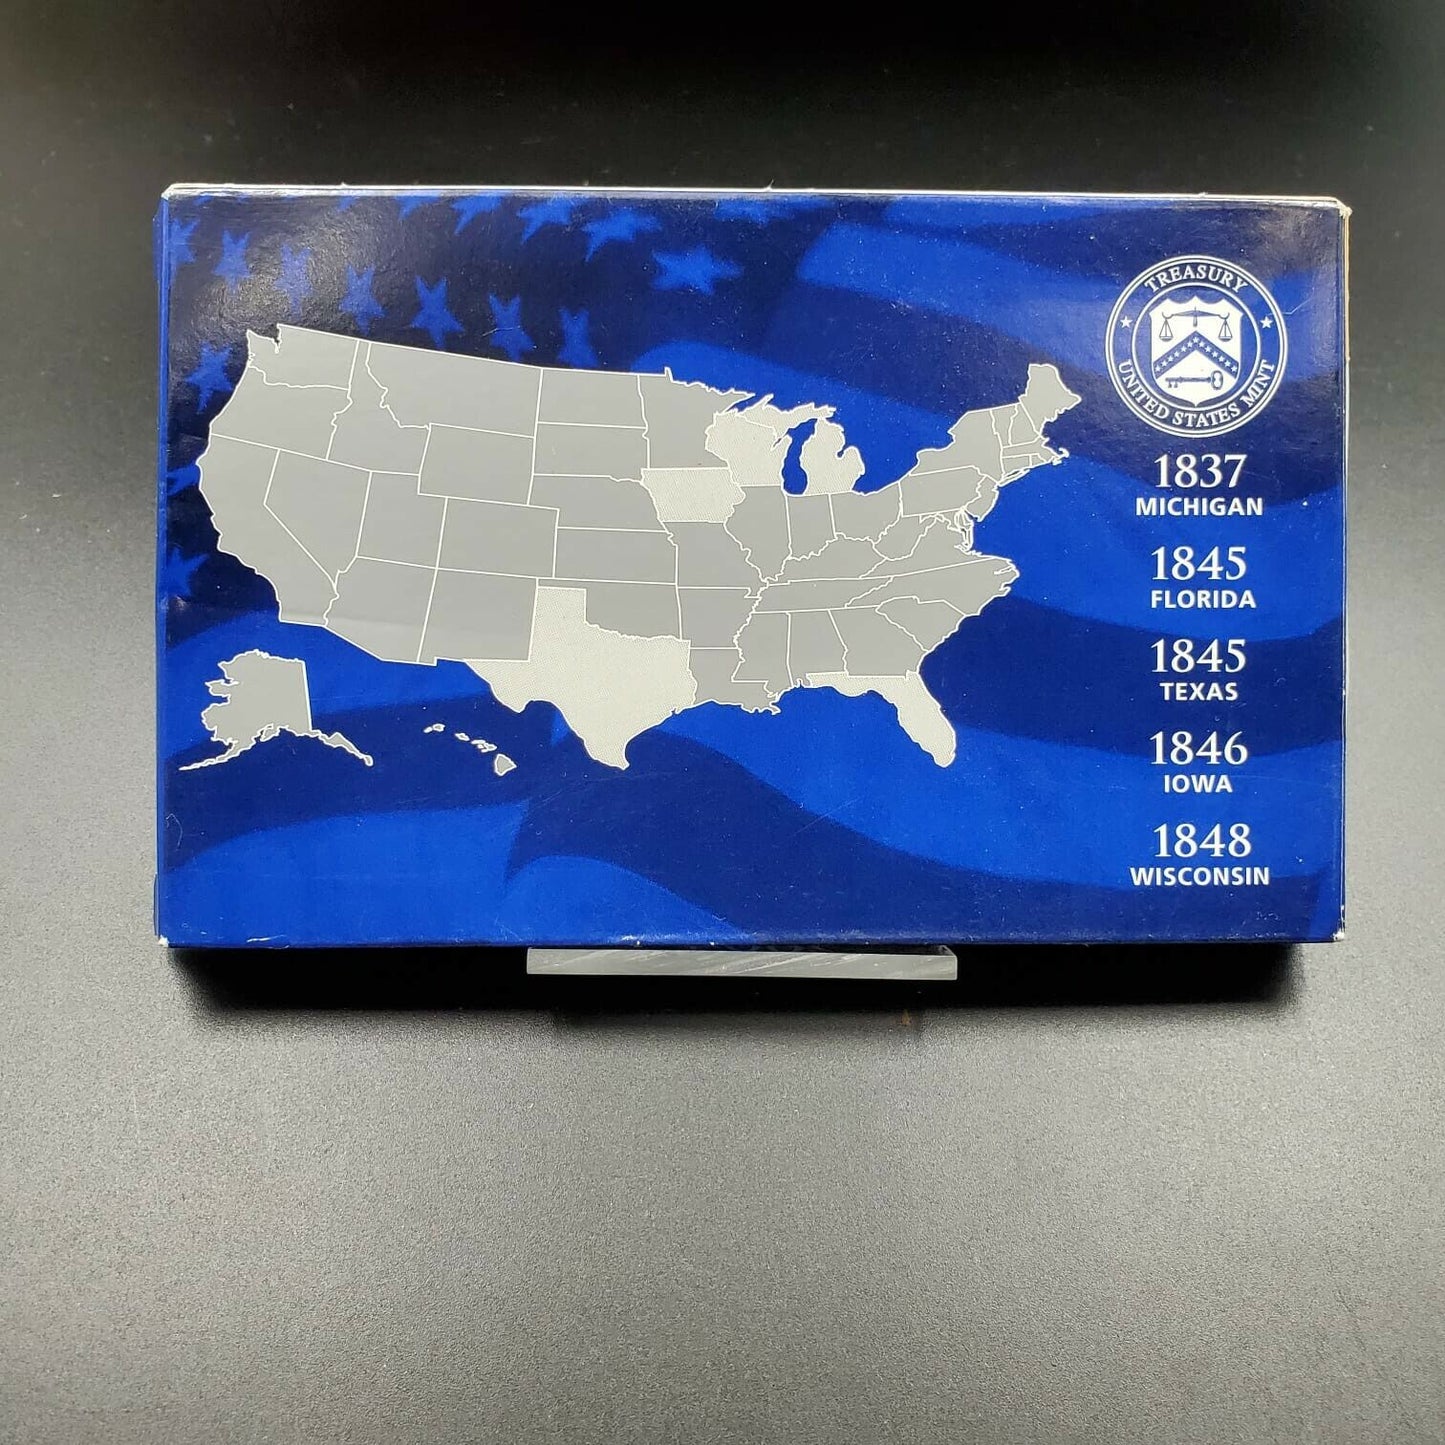 TREASURY
UNITED STATES MINT
1837
MICHIGAN
1845
FLORIDA
1845
TEXAS
1846
IOWA
1848
WISCONSIN